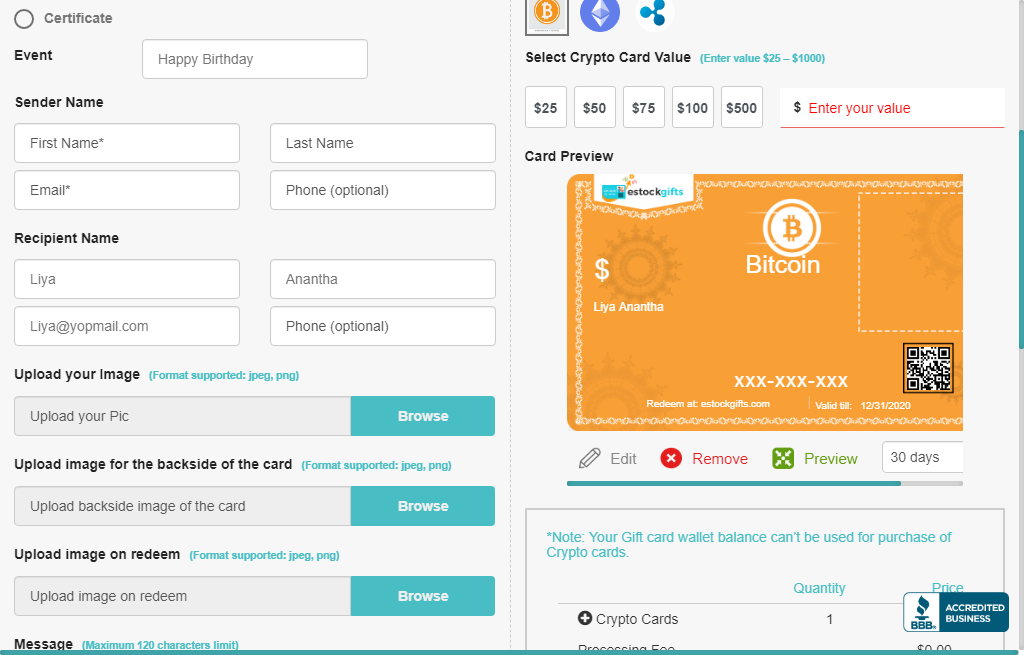 Certificate
Event
Happy Birthday
Sender Name
First Name*
Last Name
Email*
Phone (optional)
Recipient Name
Liya
Anantha
Liya@yopmail.com
Phone (optional)
Upload your Image (Format supported: jpeg, png)
Upload your Pic
Browse
Upload image for the backside of the card (Format supported: jpeg, png)
Upload backside image of the card
Browse
Upload image on redeem (Format supported: jpeg, png)
Upload image on redeem
Browse
Message (Maximum 120 characters limit)
Select Crypto Card Value (Enter value $25 – $1000)
$25 $50 $75 $100 $500 $ Enter your value
Card Preview
estockgifts
Bitcoin
$
Liya Anantha
XXX-XXX-XXX
Redeem at: estockgifts.com
Valid till: 12/31/2020
Edit Remove Preview 30 days
*Note: Your Gift card wallet balance can't be used for purchase of
Crypto cards.
Quantity Price
Crypto Cards 1
Processing Fee $0.00
BBB
ACCREDITED
BUSINESS